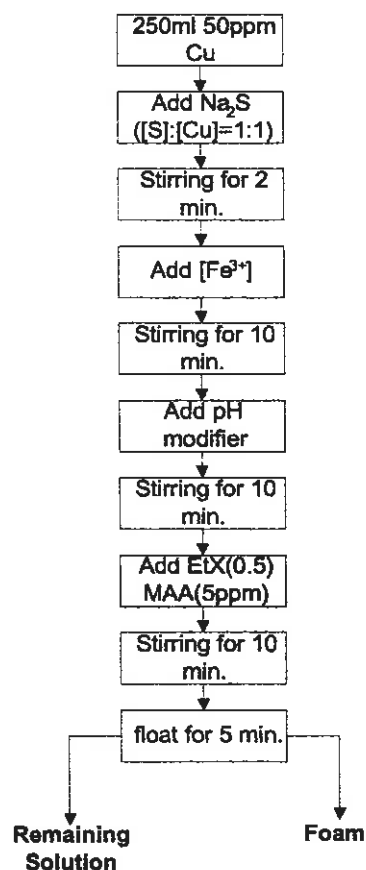 250ml 50ppm
Cu
Add Na₂S
([S]:[Cu]=1:1)
Stirring for 2
min.
Add [Fe³⁺]
Stirring for 10
min.
Add pH
modifier
Stirring for 10
min.
Add EtX(0.5)
MAA(5ppm)
Stirring for 10
min.
float for 5 min.
Remaining
Solution
Foam